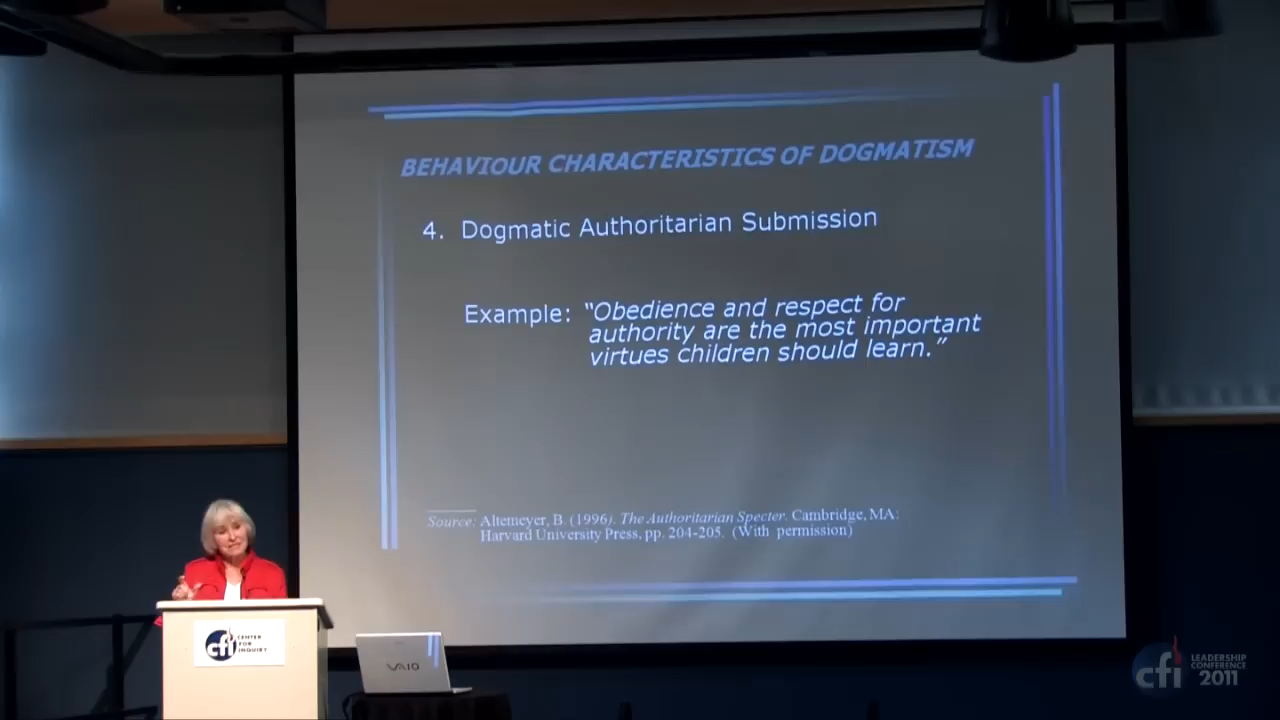 BEHAVIOUR CHARACTERISTICS OF DOGMATISM
4. Dogmatic Authoritarian Submission
Example: “Obedience and respect for
authority are the most important
virtues children should learn.”
Source: Altemeyer, B. (1996). The Authoritarian Specter. Cambridge, MA:
Harvard University Press, pp. 204-205. (With permission)
cfi CENTER
FOR
INQUIRY
VAIO
cfi LEADERSHIP
CONFERENCE
2011